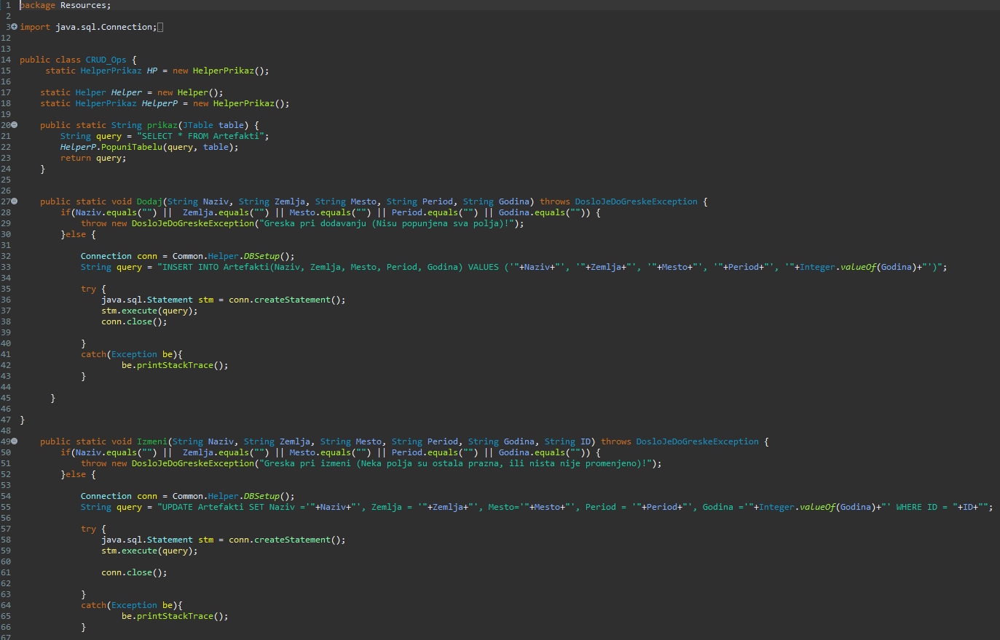 1 package Resources;
2
3 import java.sql.Connection;
12
13
14 public class CRUD_Ops {
15 static HelperPrikaz HP = new HelperPrikaz();
16
17 static Helper Helper = new Helper();
18 static HelperPrikaz HelperP = new HelperPrikaz();
19
20 public static String prikaz(JTable table) {
21 String query = "SELECT * FROM Artefakti";
22 HelperP.PopuniTabelu(query, table);
23 return query;
24 }
25
26
27 public static void Dodaj(String Naziv, String Zemlja, String Mesto, String Period, String Godina) throws DosloJeDoGreskeException {
28 if(Naziv.equals("") ||  Zemlja.equals("") || Mesto.equals("") || Period.equals("") || Godina.equals("")) {
29 throw new DosloJeDoGreskeException("Greska pri dodavanju (Nisu popunjena sva polja)!");
30 }else {
31
32 Connection conn = Common.Helper.DBSetup();
33 String query = "INSERT INTO Artefakti(Naziv, Zemlja, Mesto, Period, Godina) VALUES ('"+Naziv+"', '"+Zemlja+"', '"+Mesto+"', '"+Period+"', '"+Integer.valueOf(Godina)+"')";
34
35 try {
36 java.sql.Statement stm = conn.createStatement();
37 stm.execute(query);
38 conn.close();
39
40 }
41 catch(Exception be){
42 be.printStackTrace();
43 }
44
45 }
46
47 }
48
49 public static void Izmeni(String Naziv, String Zemlja, String Mesto, String Period, String Godina, String ID) throws DosloJeDoGreskeException {
50 if(Naziv.equals("") ||  Zemlja.equals("") || Mesto.equals("") || Period.equals("") || Godina.equals("")) {
51 throw new DosloJeDoGreskeException("Greska pri izmeni (Neka polja su ostala prazna, ili nista nije promenjeno)!");
52 }else {
53
54 Connection conn = Common.Helper.DBSetup();
55 String query = "UPDATE Artefakti SET Naziv ='"+Naziv+"', Zemlja = '"+Zemlja+"', Mesto='"+Mesto+"', Period = '"+Period+"', Godina ='"+Integer.valueOf(Godina)+"' WHERE ID = "+ID+"";
56
57 try {
58 java.sql.Statement stm = conn.createStatement();
59 stm.execute(query);
60
61 conn.close();
62
63 }
64 catch(Exception be){
65 be.printStackTrace();
66 }
67